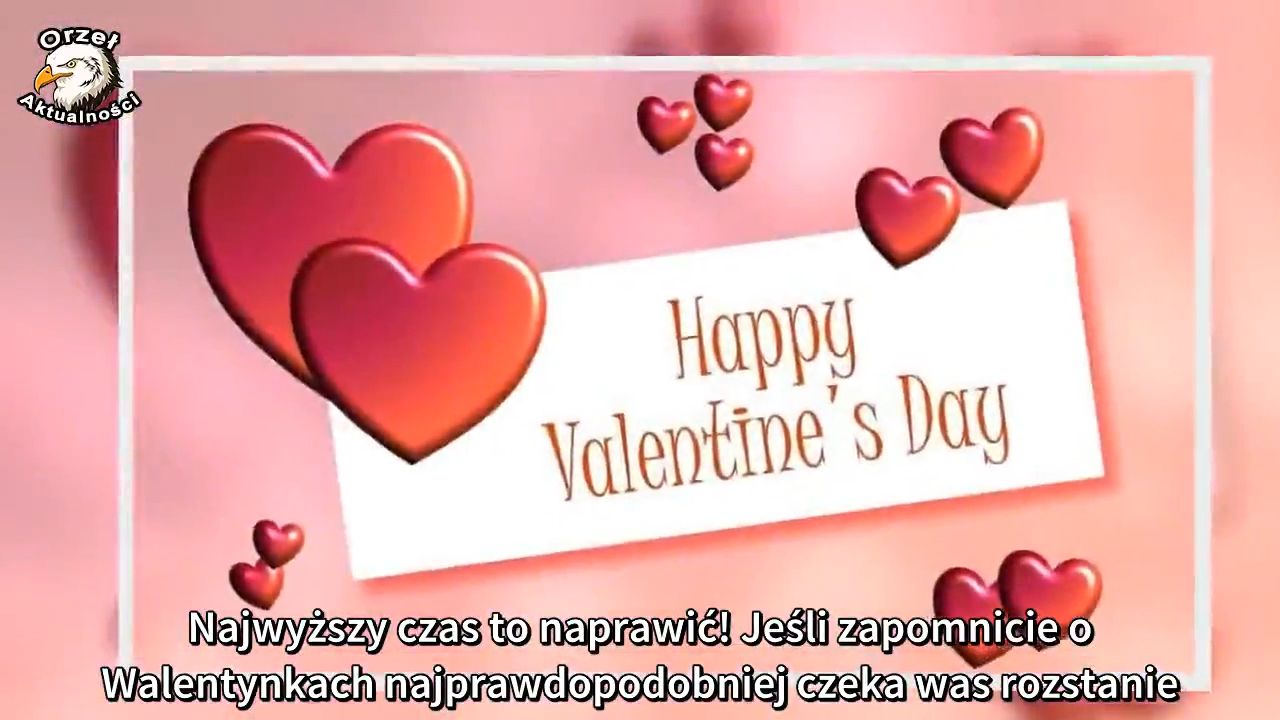 Orzeł
Aktualności
Happy
Valentine's Day
Najwyższy czas to naprawić! Jeśli zapomnicie o
Walentynkach najprawdopodobniej czeka was rozstanie